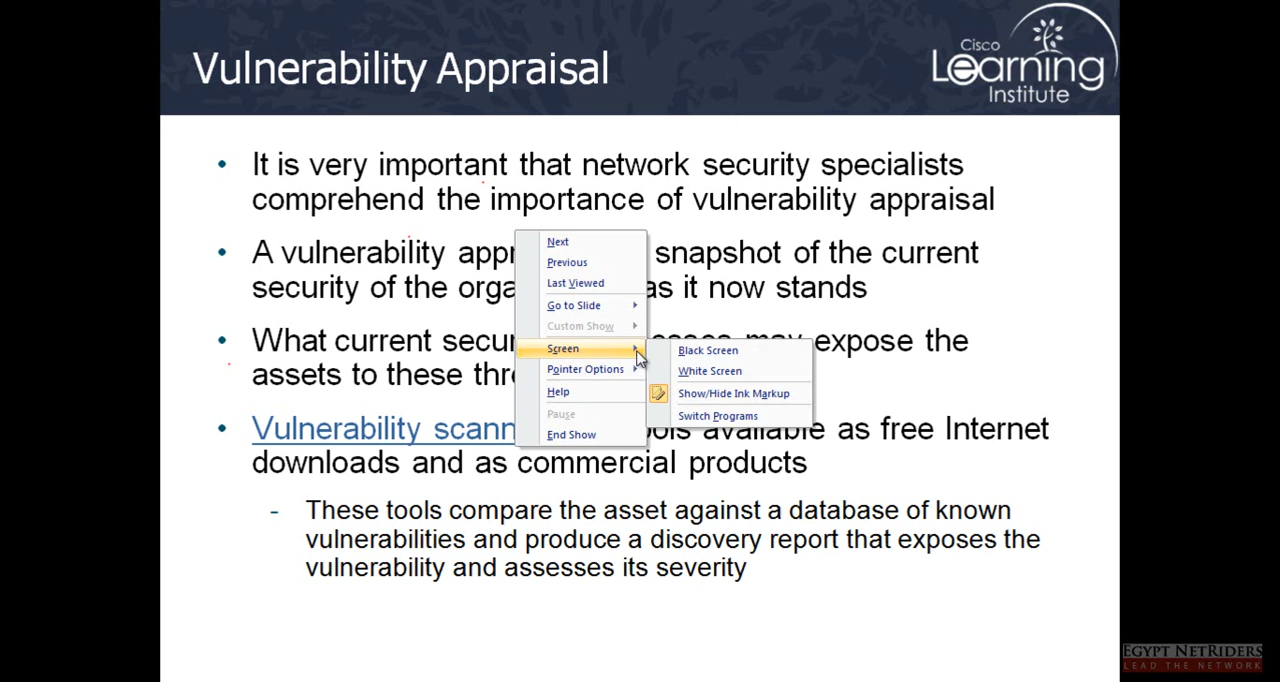 Vulnerability Appraisal
Cisco
Learning
Institute
• It is very important that network security specialists
comprehend the importance of vulnerability appraisal
• A vulnerability snapshot of the current
security of the as it now stands
• What current may expose the
assets to these
• Vulnerability available as free Internet
downloads and as commercial products
- These tools compare the asset against a database of known
vulnerabilities and produce a discovery report that exposes the
vulnerability and assesses its severity
Next
Previous
Last Viewed
Go to Slide
Custom Show
Screen
Pointer Options
Help
Pause
End Show
Black Screen
White Screen
Show/Hide Ink Markup
Switch Programs
EGYPT NETRIDERS
LEAD THE NETWORK